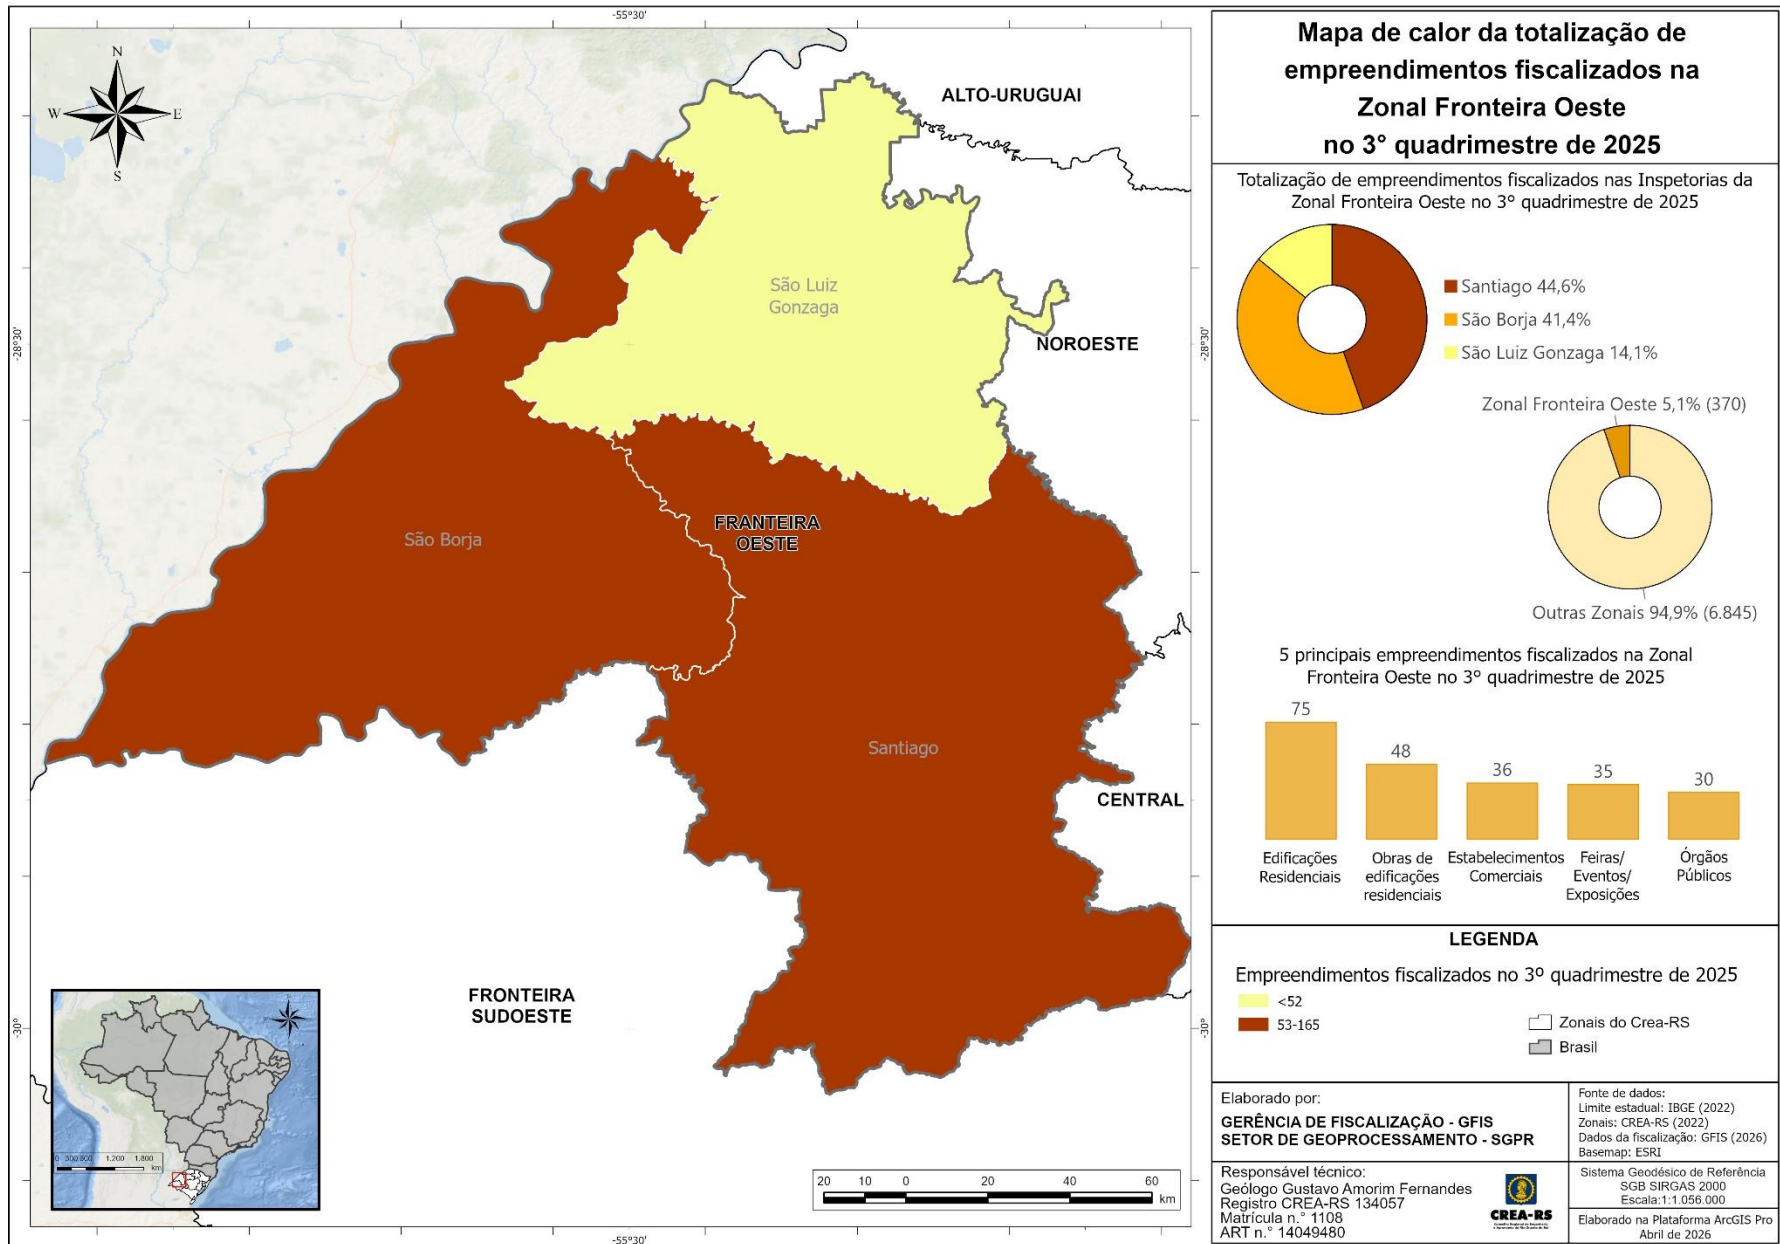 -55°30'
N
W
E
S
ALTO-URUGUAI
São Luiz
Gonzaga
NOROESTE
-28°30'
-28°30'
FRANTEIRA
OESTE
São Borja
Santiago
CENTRAL
FRONTEIRA
SUDOESTE
-30°
-30°
0 300 600 1.200 1.800
km
20 10 0 20 40 60
km
-55°30'
Mapa de calor da totalização de
empreendimentos fiscalizados na
Zonal Fronteira Oeste
no 3° quadrimestre de 2025
Totalização de empreendimentos fiscalizados nas Inspetorias da
Zonal Fronteira Oeste no 3° quadrimestre de 2025
Santiago 44,6%
São Borja 41,4%
São Luiz Gonzaga 14,1%
Zonal Fronteira Oeste 5,1% (370)
Outras Zonais 94,9% (6.845)
5 principais empreendimentos fiscalizados na Zonal
Fronteira Oeste no 3° quadrimestre de 2025
75
48
36
35
30
Edificações
Residenciais
Obras de
edificações
residenciais
Estabelecimentos
Comerciais
Feiras/
Eventos/
Exposições
Órgãos
Públicos
LEGENDA
Empreendimentos fiscalizados no 3º quadrimestre de 2025
<52
53-165
Zonais do Crea-RS
Brasil
Elaborado por:
GERÊNCIA DE FISCALIZAÇÃO - GFIS
SETOR DE GEOPROCESSAMENTO - SGPR
Fonte de dados:
Limite estadual: IBGE (2022)
Zonais: CREA-RS (2022)
Dados da fiscalização: GFIS (2026)
Basemap: ESRI
Responsável técnico:
Geólogo Gustavo Amorim Fernandes
Registro CREA-RS 134057
Matrícula n.° 1108
ART n.° 14049480
CREA-RS
Sistema Geodésico de Referência
SGB SIRGAS 2000
Escala:1:1.056.000
Elaborado na Plataforma ArcGIS Pro
Abril de 2026